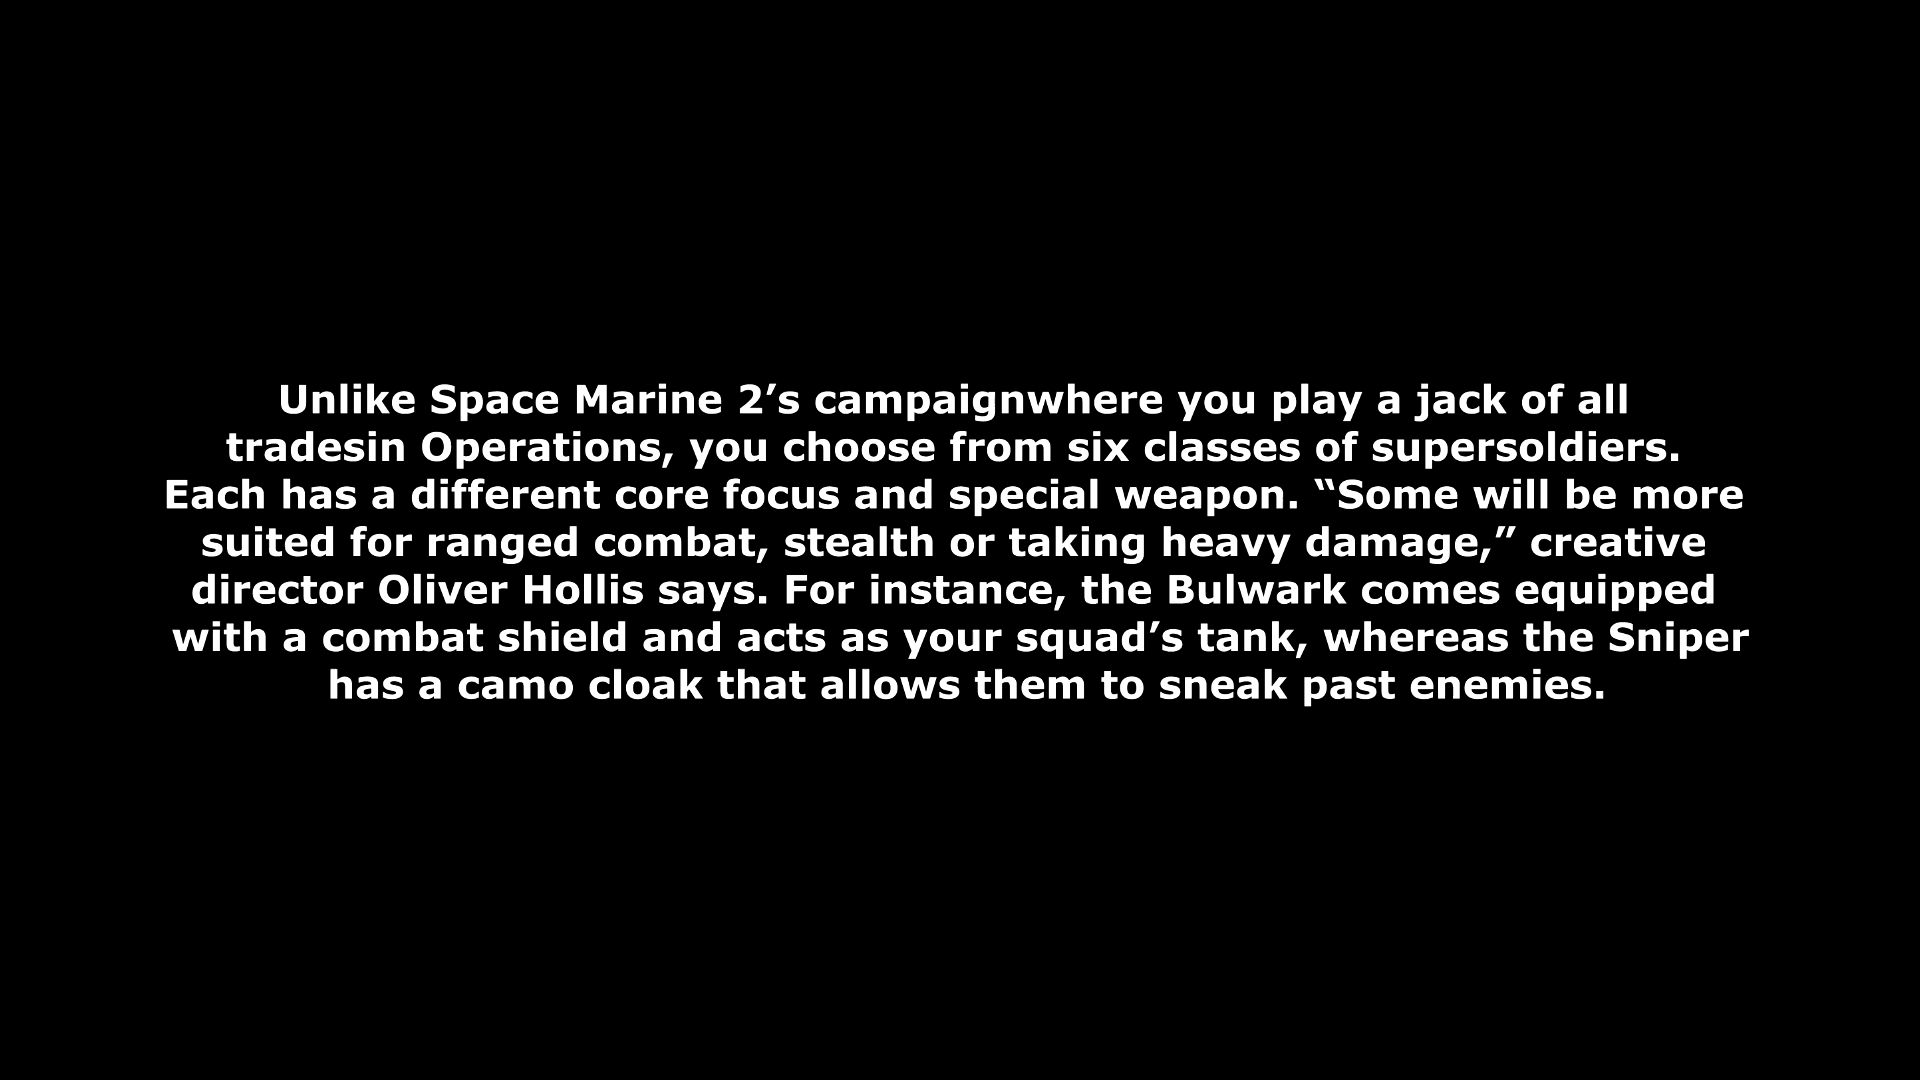 Unlike Space Marine 2’s campaignwhere you play a jack of all
tradesin Operations, you choose from six classes of supersoldiers.
Each has a different core focus and special weapon. “Some will be more
suited for ranged combat, stealth or taking heavy damage,” creative
director Oliver Hollis says. For instance, the Bulwark comes equipped
with a combat shield and acts as your squad’s tank, whereas the Sniper
has a camo cloak that allows them to sneak past enemies.